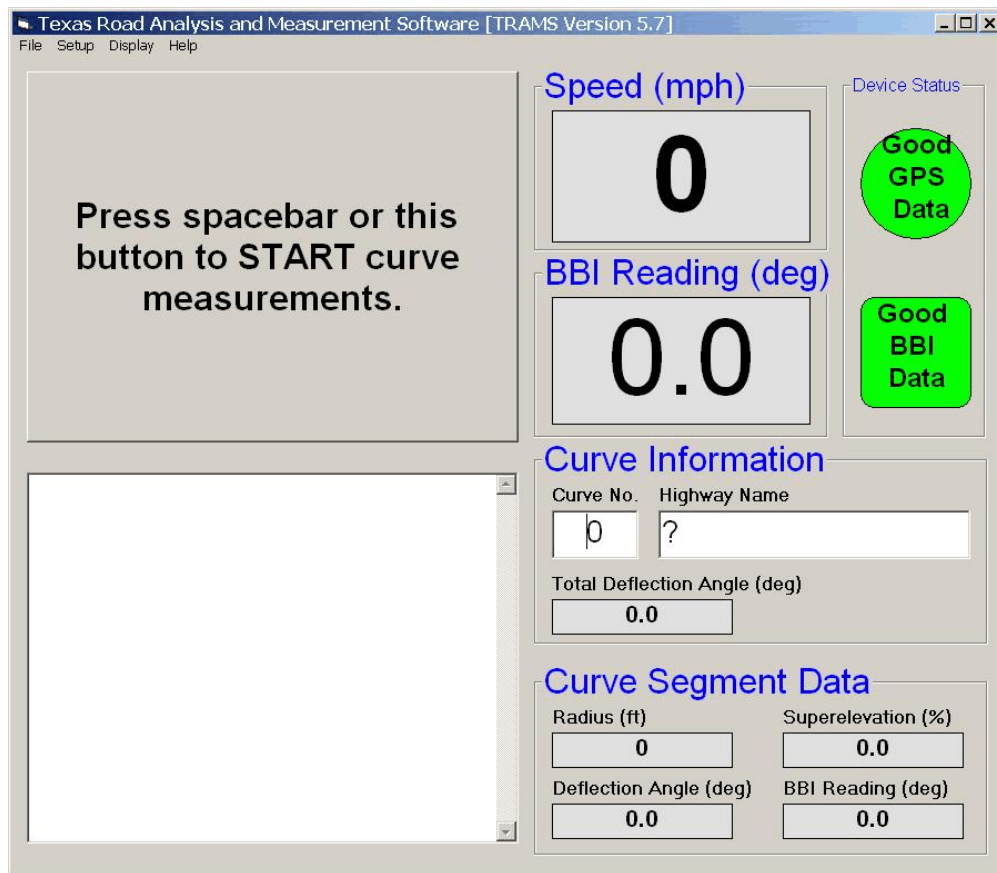 Texas Road Analysis and Measurement Software [TRAMS Version 5.7]
File Setup Display Help
Press spacebar or this
button to START curve
measurements.
Speed (mph)
0
BBI Reading (deg)
0.0
Device Status
Good
GPS
Data
Good
BBI
Data
Curve Information
Curve No. Highway Name
0 ?
Total Deflection Angle (deg)
0.0
Curve Segment Data
Radius (ft) Superelevation (%)
0 0.0
Deflection Angle (deg) BBI Reading (deg)
0.0 0.0